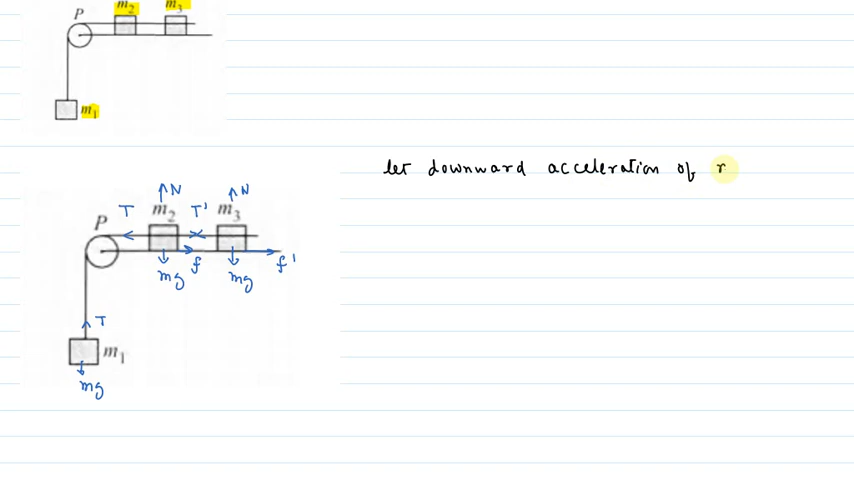 m₂ m₃
P
m₁
let downward acceleration of
N N
T m₂ T' m₃
P
f f'
mg mg
T
m₁
mg